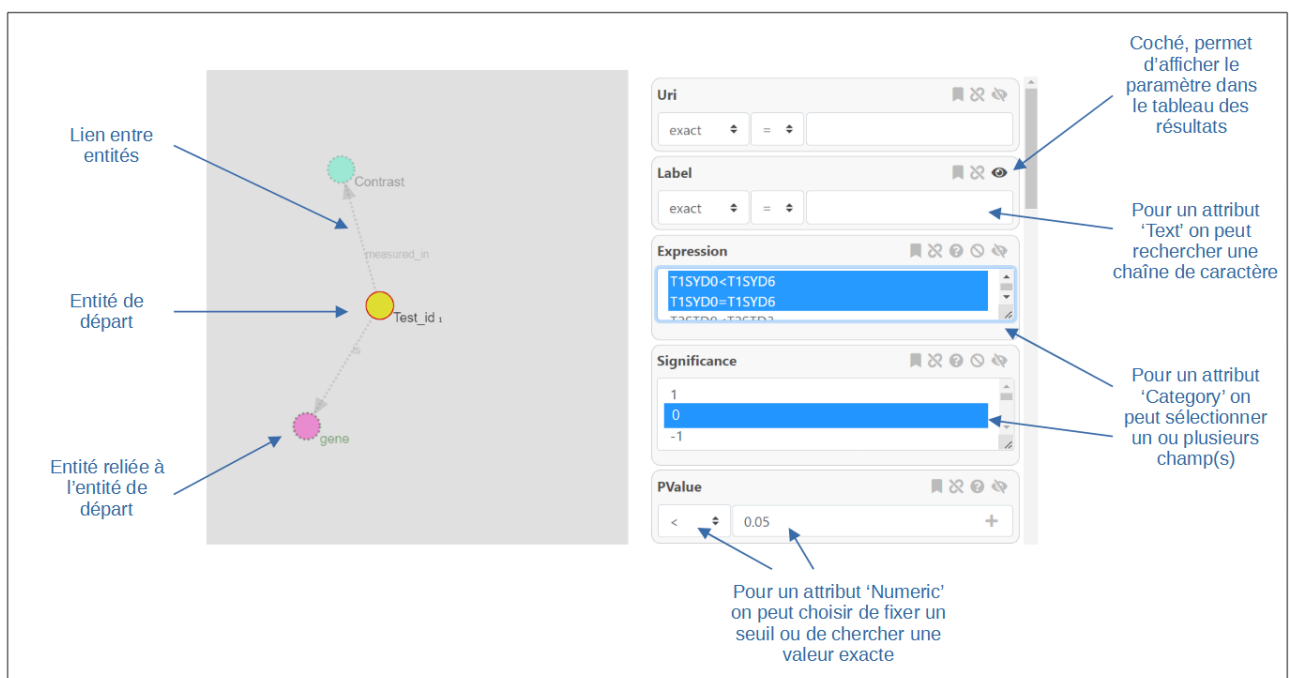 Coché, permet
d'afficher le
paramètre dans
le tableau des
résultats
Lien entre
entités
Contrast
measured_in
Entité de
départ
Test_id 1
is
gene
Entité reliée à
l'entité de
départ
Uri
exact
=
Label
exact
=
Pour un attribut
‘Text’ on peut
rechercher une
chaîne de caractère
Expression
T1SYD0<T1SYD6
T1SYD0=T1SYD6
Significance
1
0
-1
Pour un attribut
‘Category’ on
peut sélectionner
un ou plusieurs
champ(s)
PValue
<
0.05
+
Pour un attribut ‘Numeric’
on peut choisir de fixer un
seuil ou de chercher une
valeur exacte